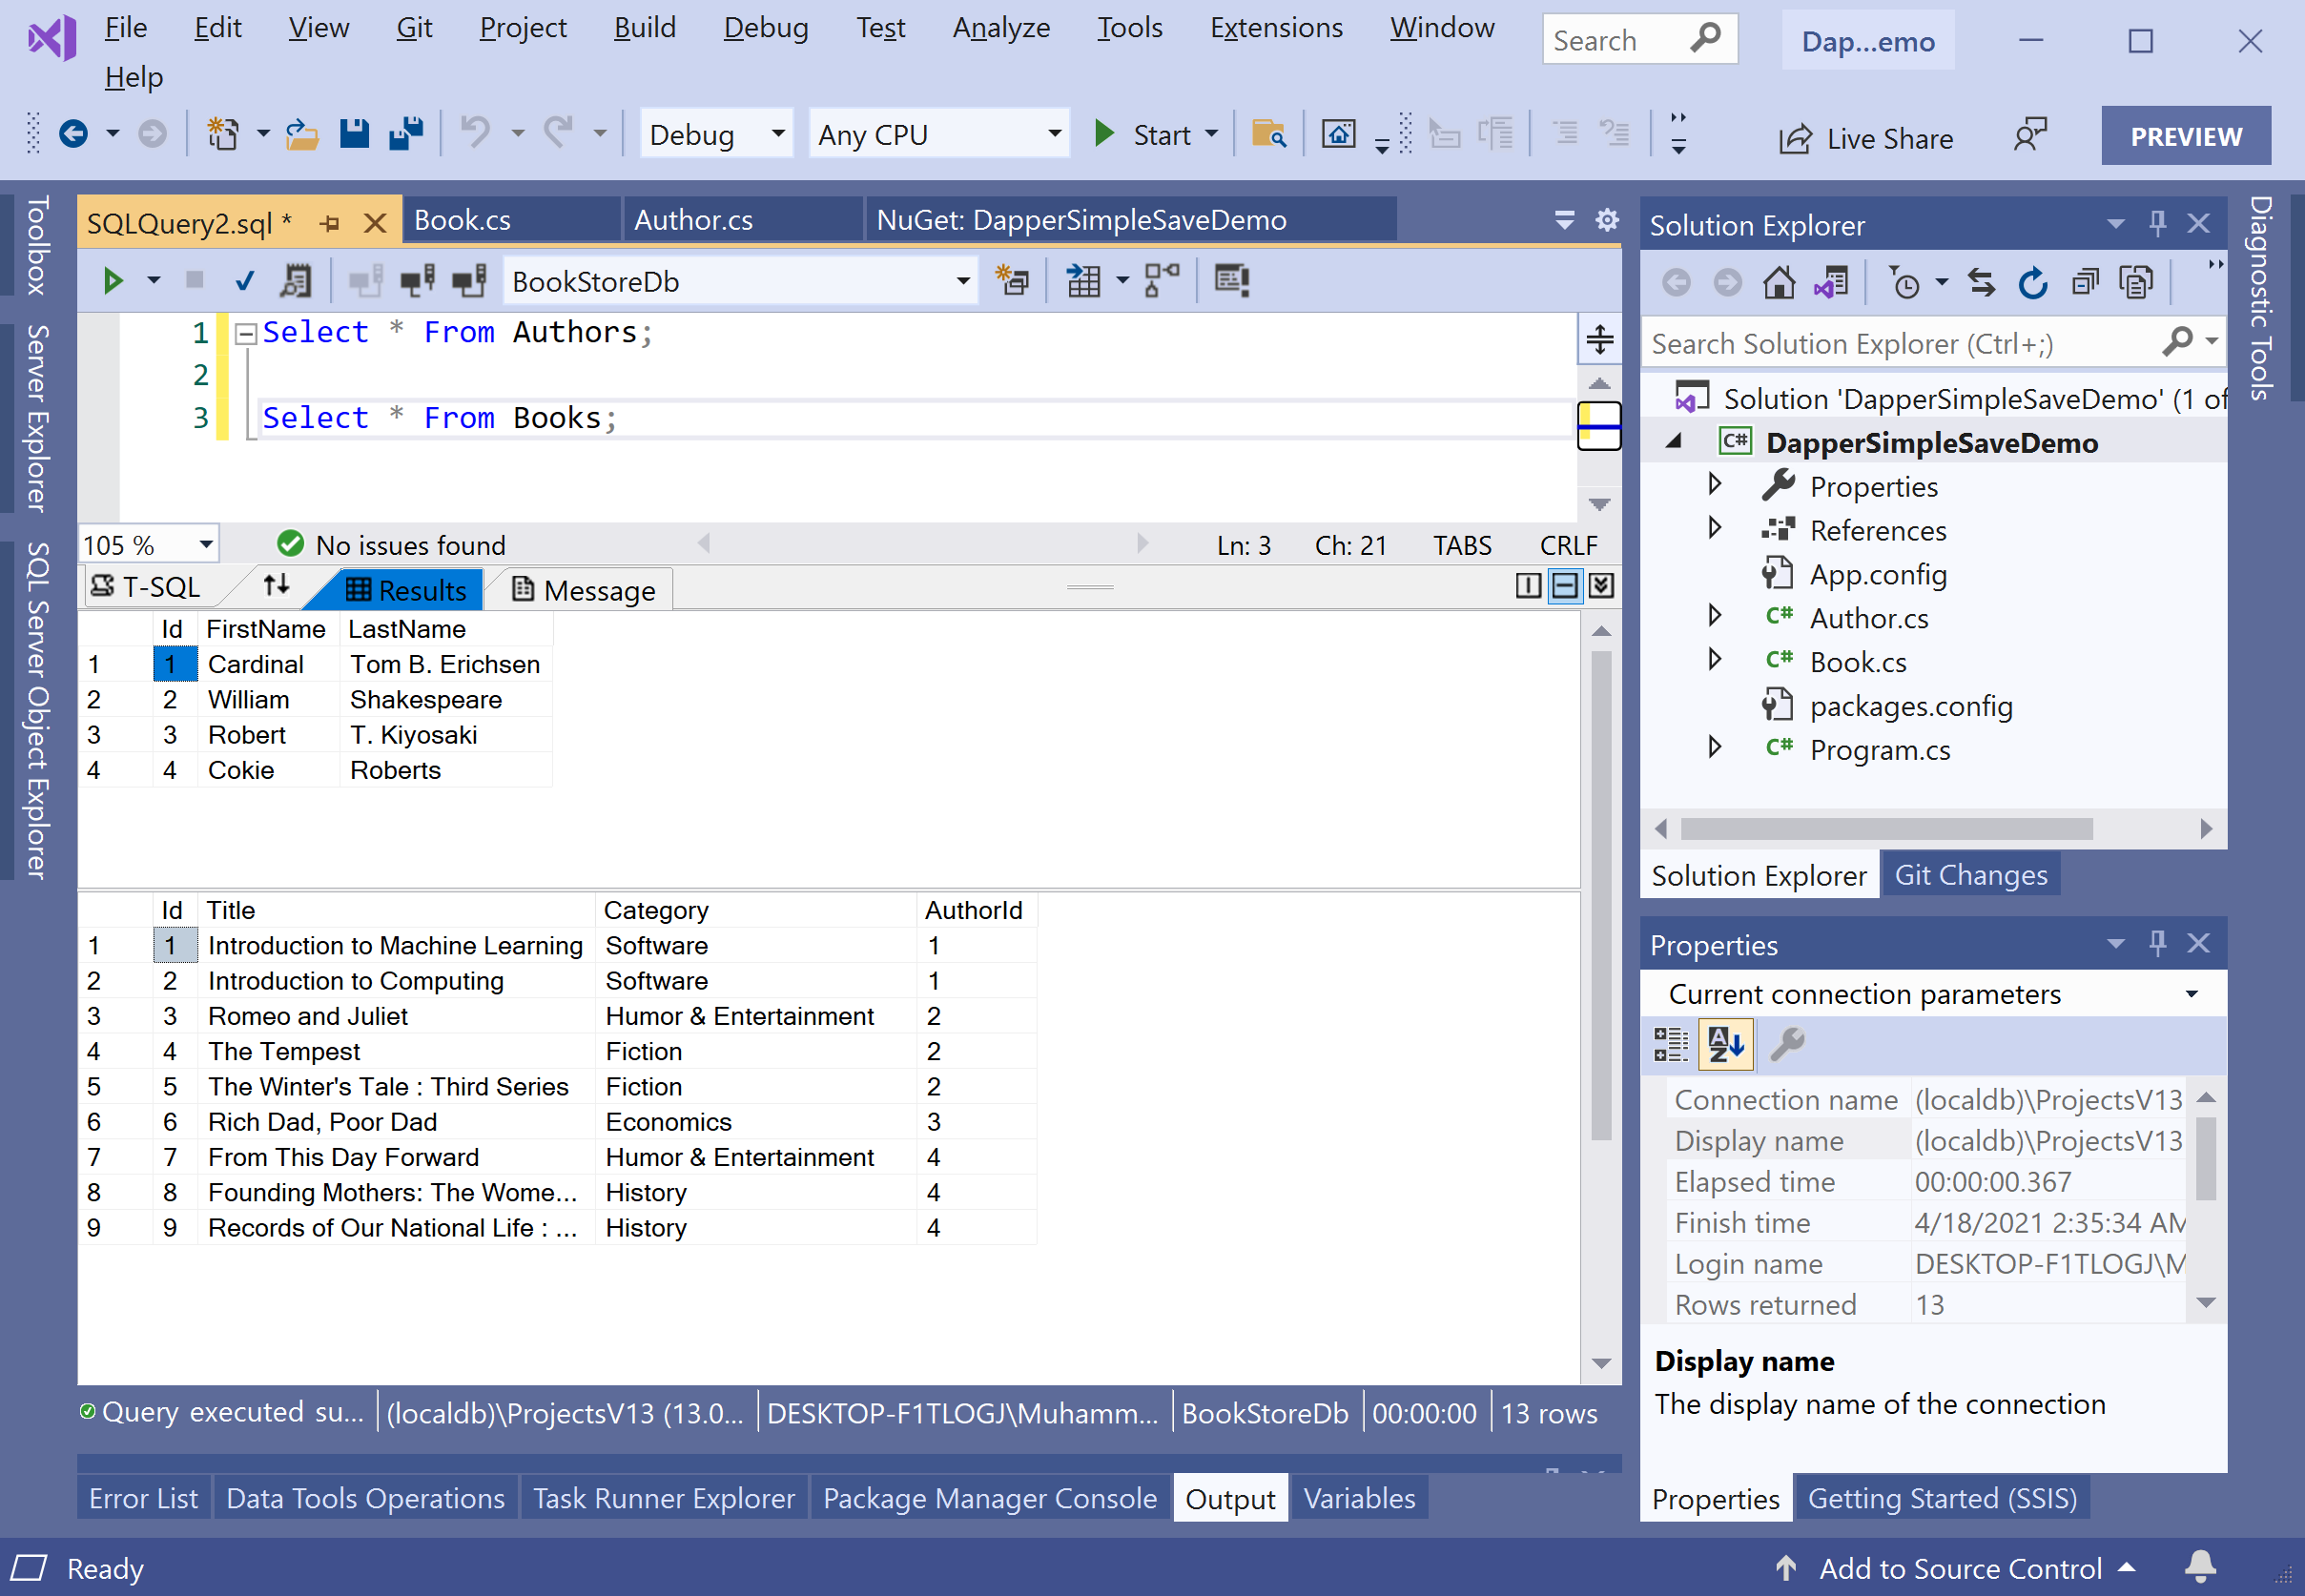 File Edit View Git Project Build Debug Test Analyze Tools Extensions Window Search Dap...emo
Help
Debug Any CPU Start Live Share PREVIEW
Toolbox
Server Explorer
SQL Server Object Explorer
SQLQuery2.sql * Book.cs Author.cs NuGet: DapperSimpleSaveDemo
BookStoreDb
1 Select * From Authors;
2
3 Select * From Books;
105 % No issues found Ln: 3 Ch: 21 TABS CRLF
T-SQL Results Message
Id FirstName LastName
1 1 Cardinal Tom B. Erichsen
2 2 William Shakespeare
3 3 Robert T. Kiyosaki
4 4 Cokie Roberts
Id Title Category AuthorId
1 1 Introduction to Machine Learning Software 1
2 2 Introduction to Computing Software 1
3 3 Romeo and Juliet Humor & Entertainment 2
4 4 The Tempest Fiction 2
5 5 The Winter's Tale : Third Series Fiction 2
6 6 Rich Dad, Poor Dad Economics 3
7 7 From This Day Forward Humor & Entertainment 4
8 8 Founding Mothers: The Wome... History 4
9 9 Records of Our National Life : ... History 4
Query executed su... (localdb)\ProjectsV13 (13.0... DESKTOP-F1TLOGJ\Muhamm... BookStoreDb 00:00:00 13 rows
Error List Data Tools Operations Task Runner Explorer Package Manager Console Output Variables
Solution Explorer
Search Solution Explorer (Ctrl+;)
Solution 'DapperSimpleSaveDemo' (1 of
C# DapperSimpleSaveDemo
Properties
References
App.config
C# Author.cs
C# Book.cs
packages.config
C# Program.cs
Solution Explorer Git Changes
Properties
Current connection parameters
Connection name (localdb)\ProjectsV13
Display name (localdb)\ProjectsV13
Elapsed time 00:00:00.367
Finish time 4/18/2021 2:35:34 AM
Login name DESKTOP-F1TLOGJ\M
Rows returned 13
Display name
The display name of the connection
Properties Getting Started (SSIS)
Diagnostic Tools
Ready Add to Source Control